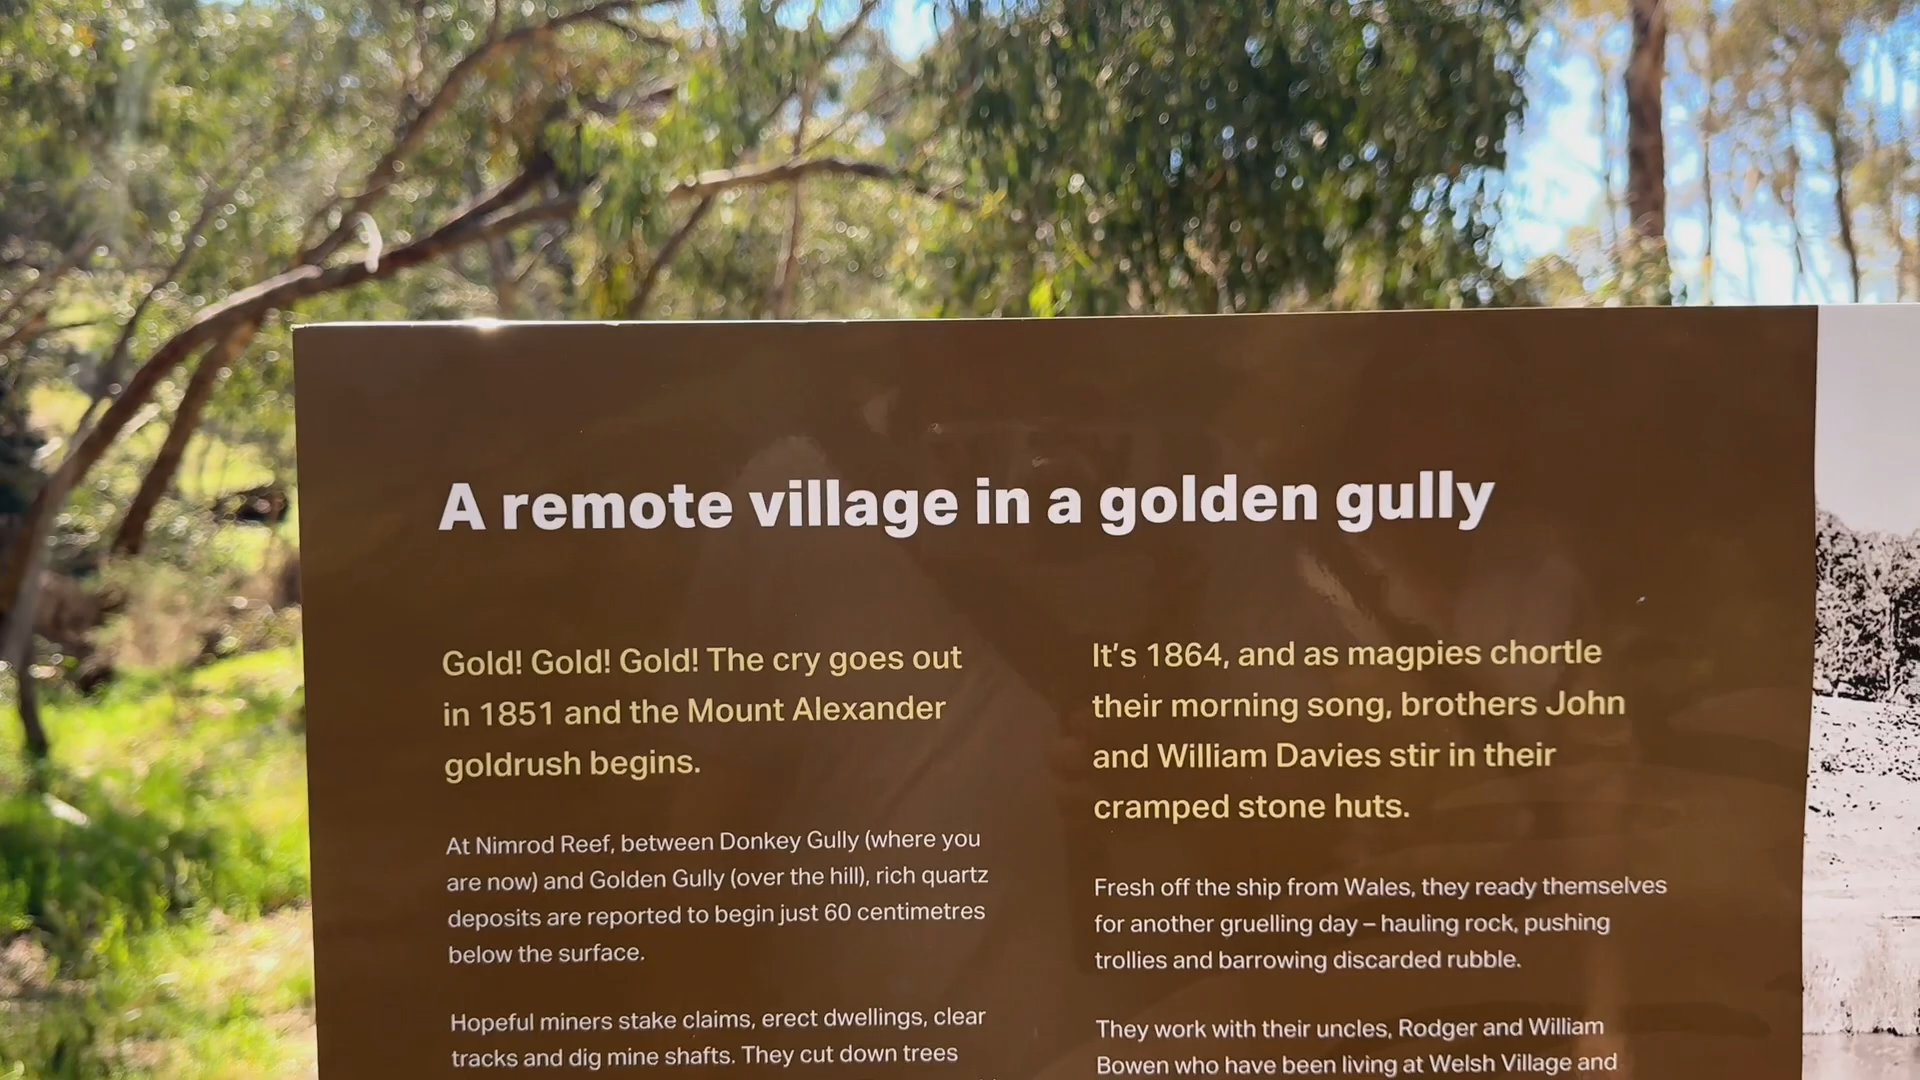 A remote village in a golden gully
Gold! Gold! Gold! The cry goes out
in 1851 and the Mount Alexander
goldrush begins.
At Nimrod Reef, between Donkey Gully (where you
are now) and Golden Gully (over the hill), rich quartz
deposits are reported to begin just 60 centimetres
below the surface.
Hopeful miners stake claims, erect dwellings, clear
tracks and dig mine shafts. They cut down trees
It's 1864, and as magpies chortle
their morning song, brothers John
and William Davies stir in their
cramped stone huts.
Fresh off the ship from Wales, they ready themselves
for another gruelling day – hauling rock, pushing
trollies and barrowing discarded rubble.
They work with their uncles, Rodger and William
Bowen who have been living at Welsh Village and